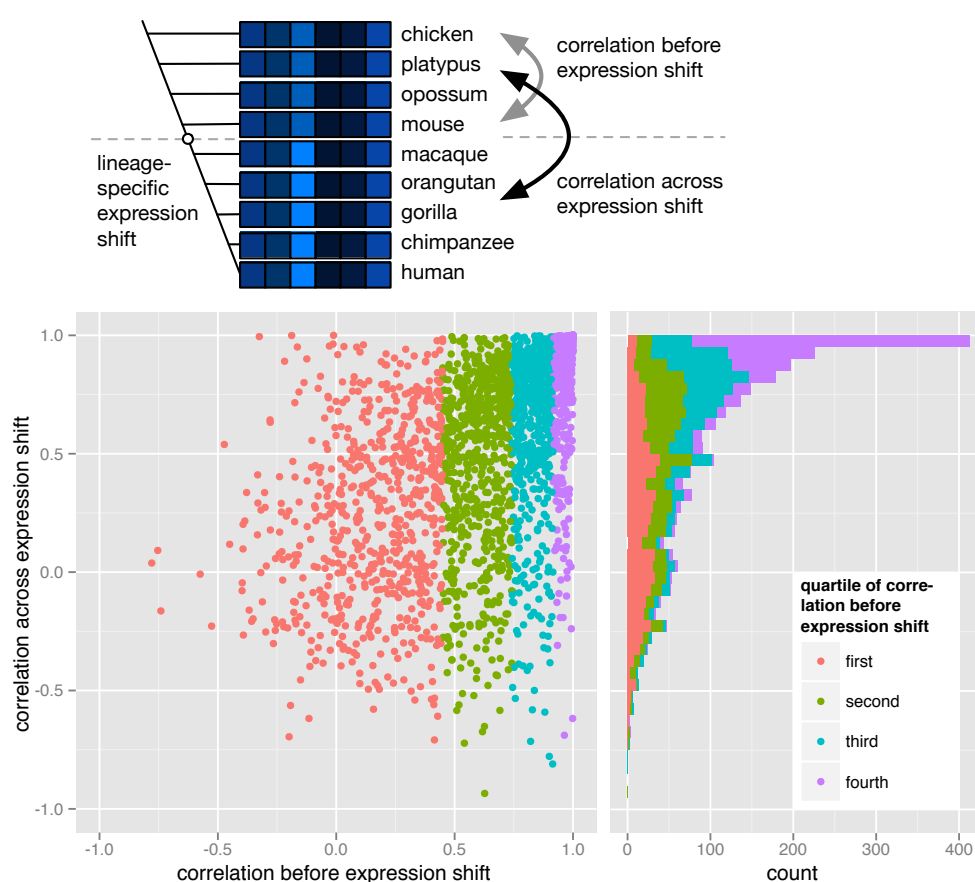 chicken
platypus
opossum
mouse
macaque
orangutan
gorilla
chimpanzee
human
correlation before
expression shift
correlation across
expression shift
lineage-
specific
expression
shift
correlation across expression shift
1.0
0.5
0.0
-0.5
-1.0
-1.0
-0.5
0.0
0.5
1.0
correlation before expression shift
quartile of corre-
lation before
expression shift
first
second
third
fourth
0
100
200
300
400
count